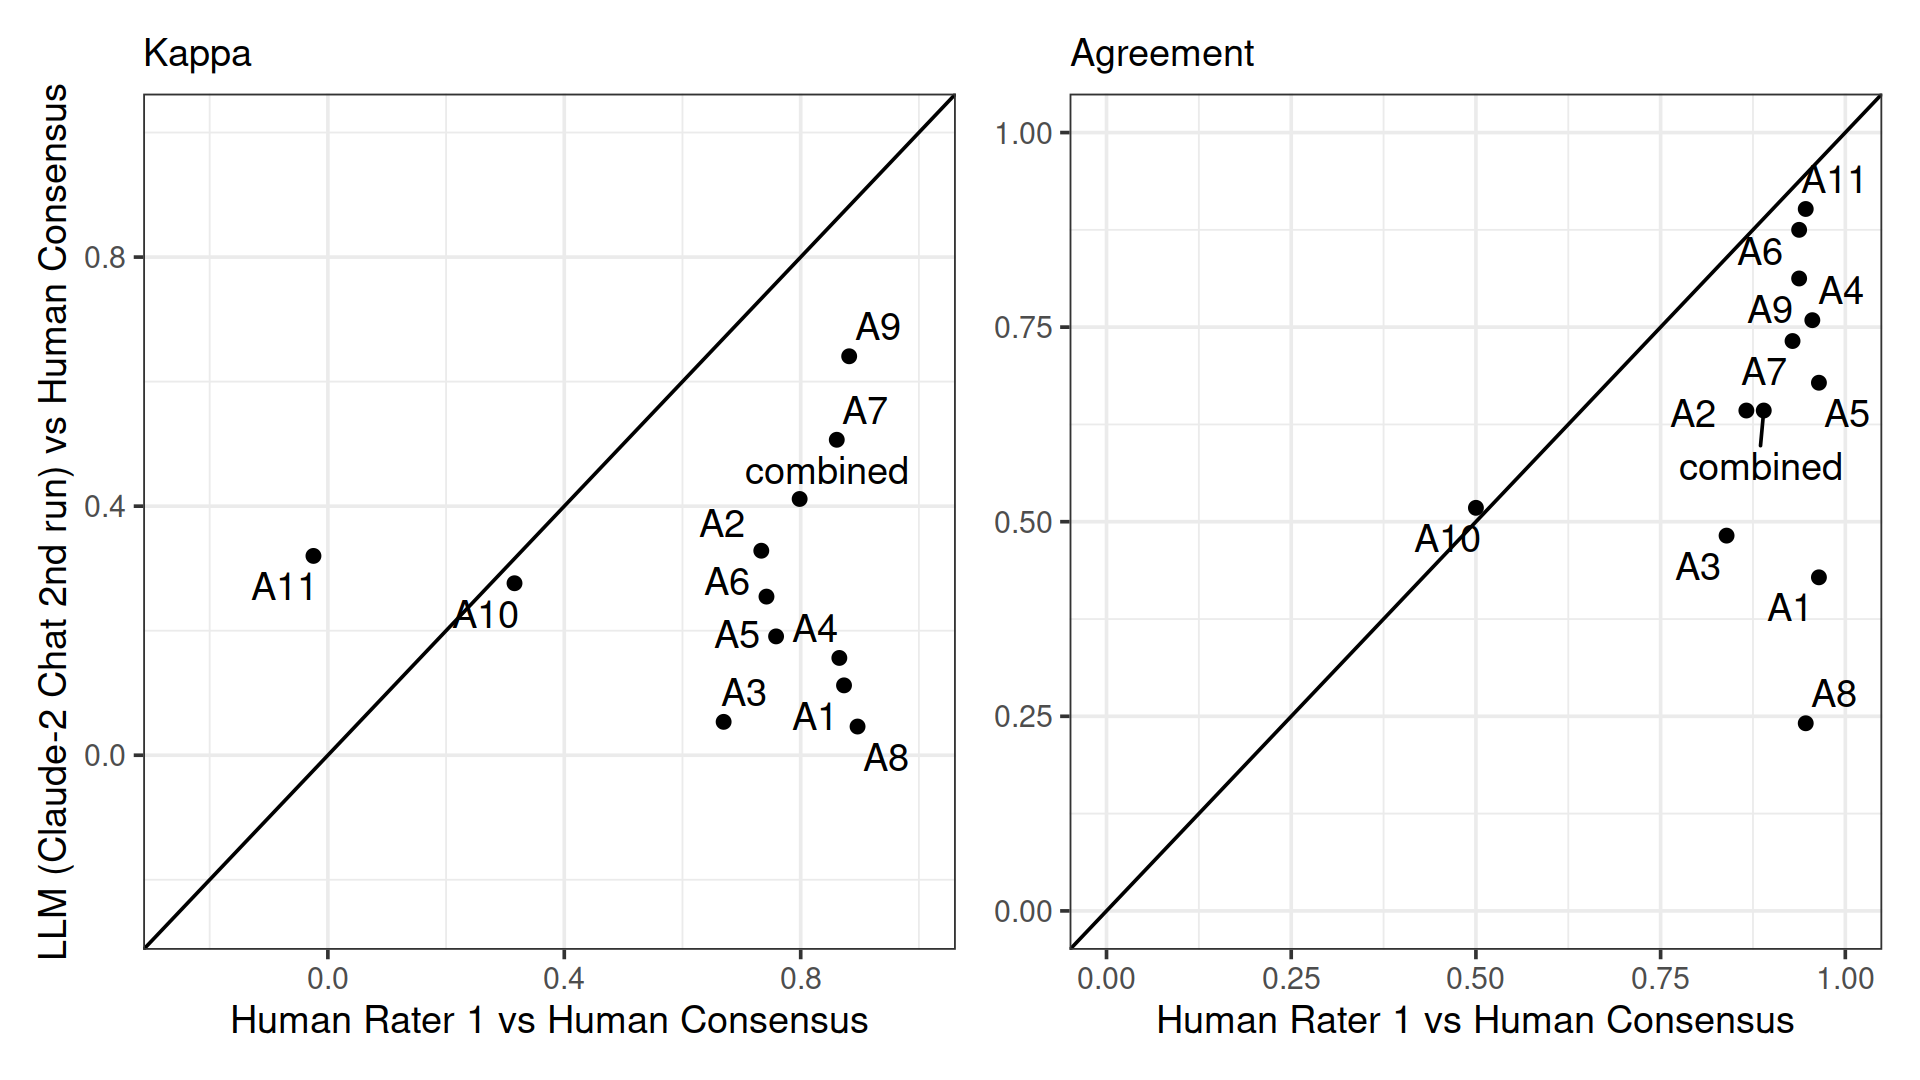 Kappa
Agreement
LLM (Claude-2 Chat 2nd run) vs Human Consensus
0.8
0.4
0.0
A9
A7
combined
A2
A11
A6
A10
A5
A4
A3
A1
A8
0.0
0.4
0.8
Human Rater 1 vs Human Consensus
1.00
0.75
0.50
0.25
0.00
A11
A6
A4
A9
A7
A2
A5
combined
A10
A3
A1
A8
0.00
0.25
0.50
0.75
1.00
Human Rater 1 vs Human Consensus